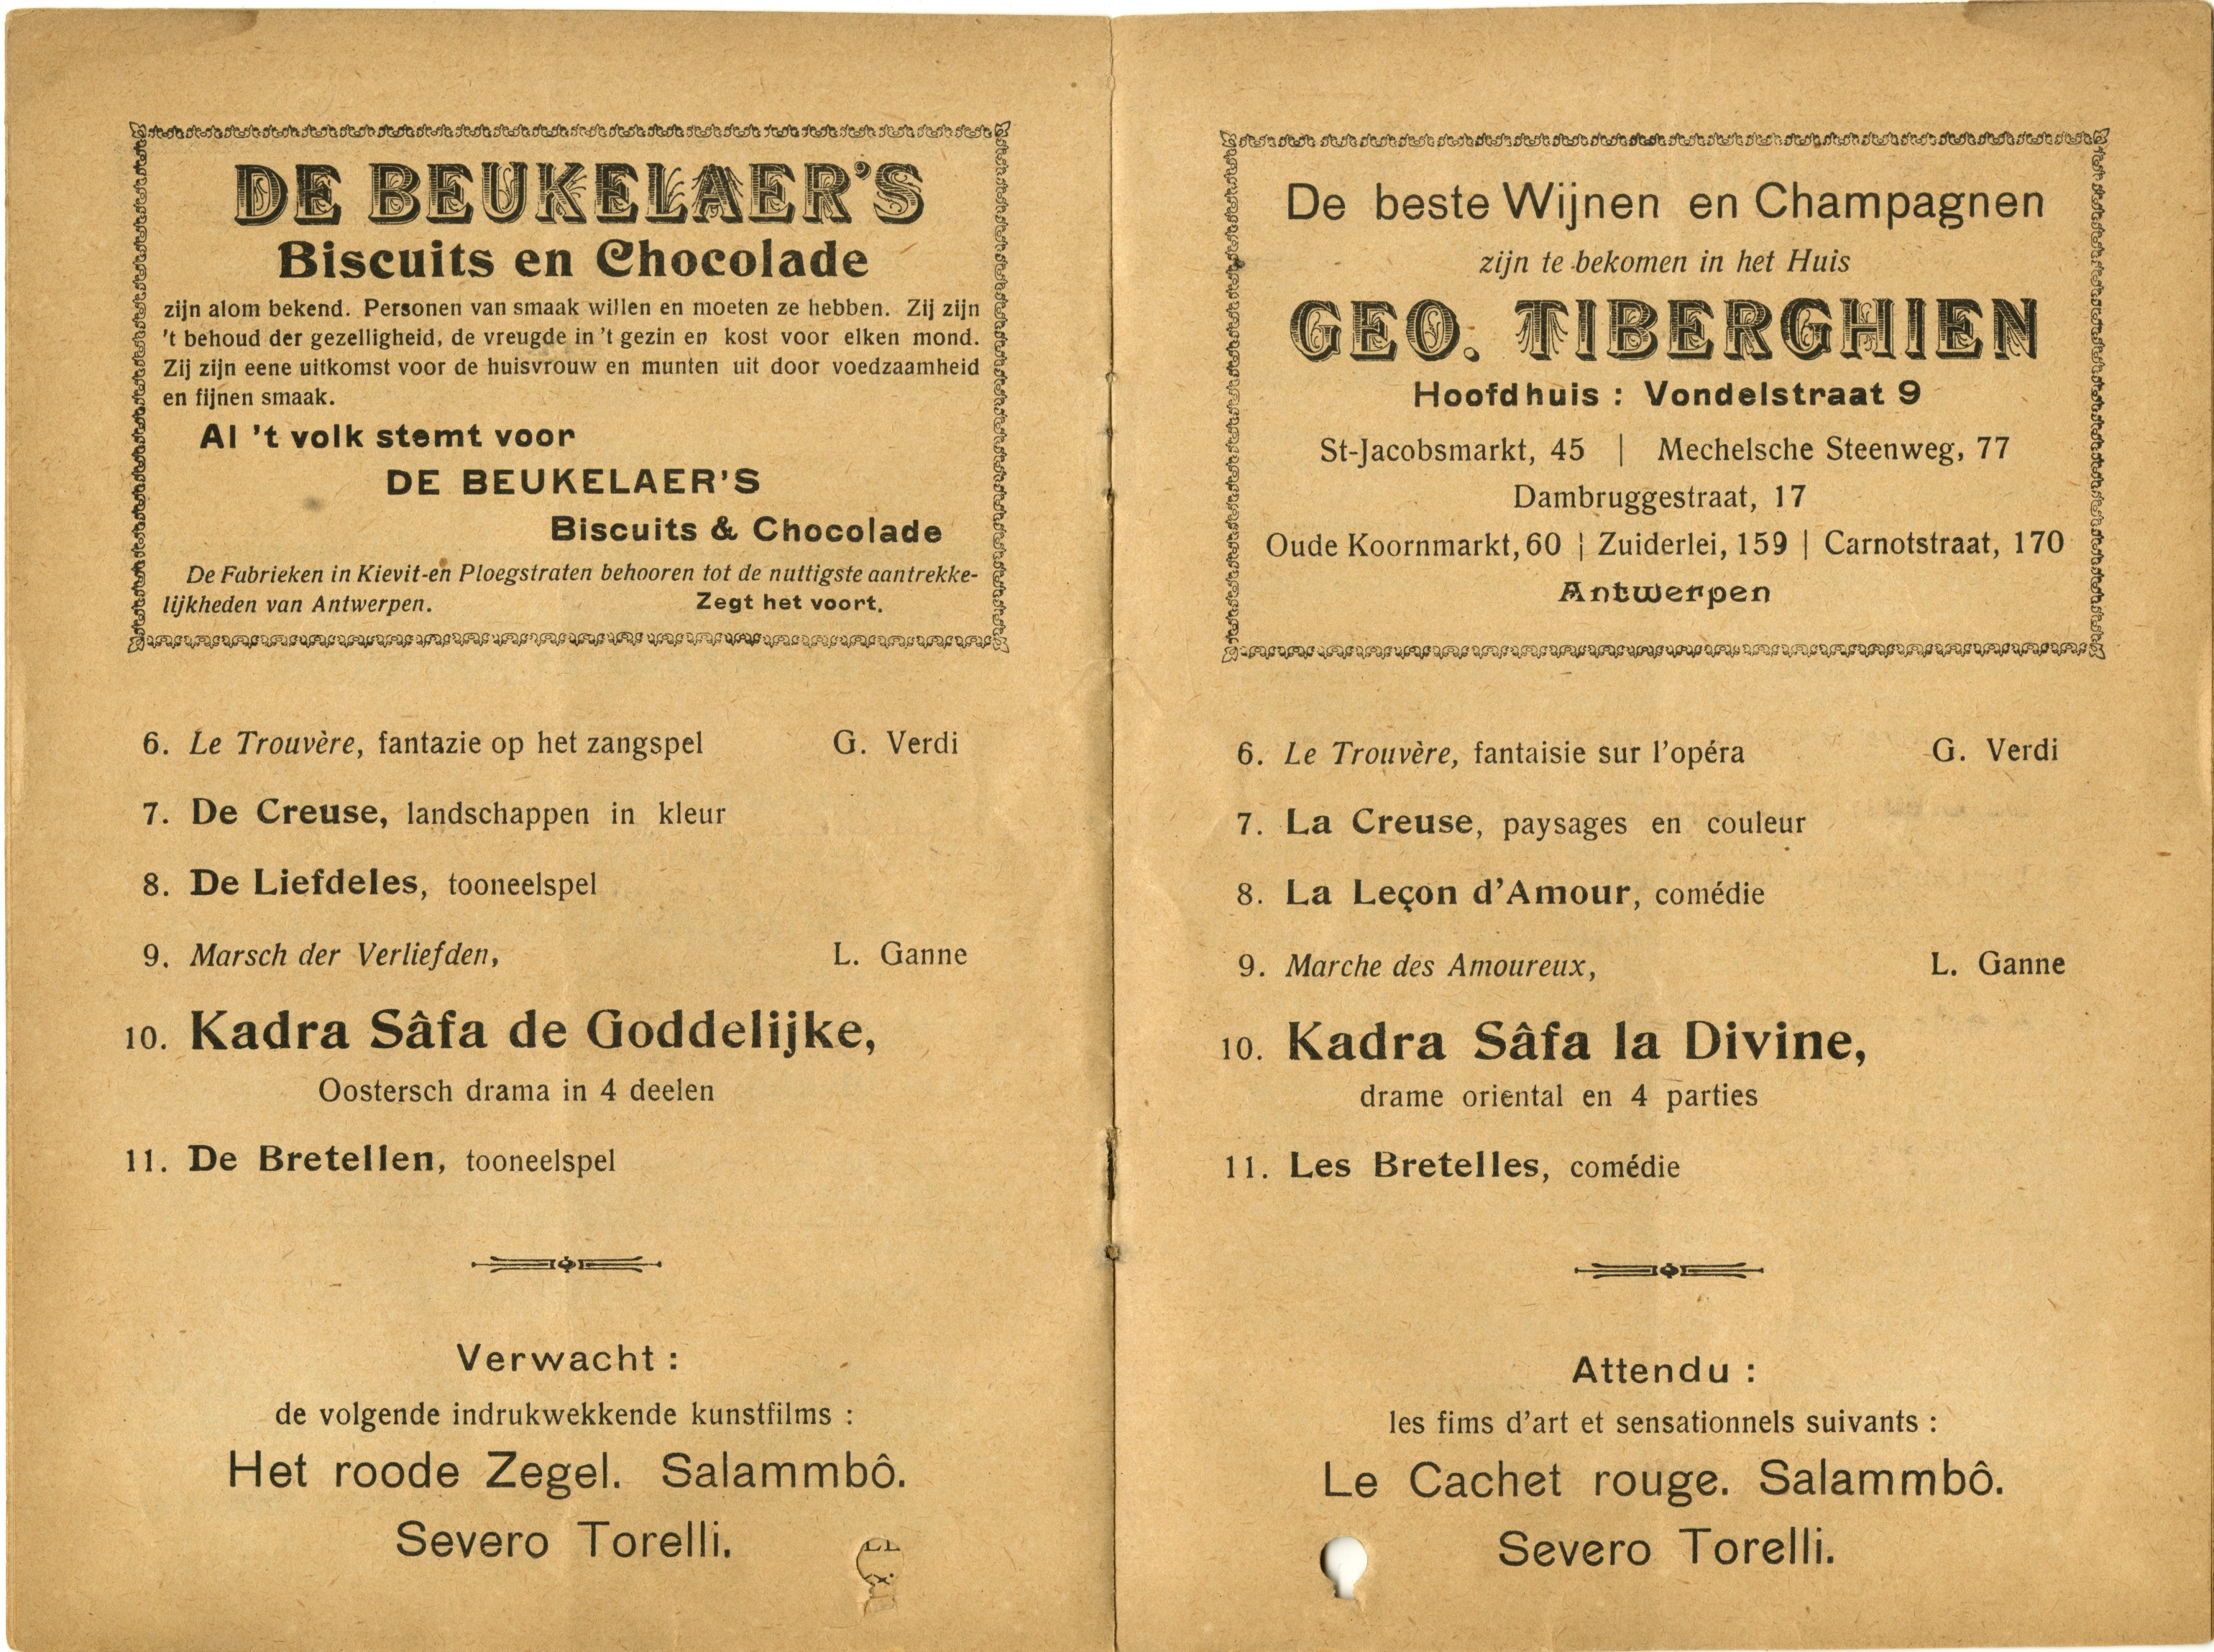 DE BEUKELAER'S
Biscuits en Chocolade
zijn alom bekend. Personen van smaak willen en moeten ze hebben. Zij zijn
't behoud der gezelligheid, de vreugde in 't gezin en kost voor elken mond.
Zij zijn eene uitkomst voor de huisvrouw en munten uit door voedzaamheid
en fijnen smaak.
Al 't volk stemt voor
DE BEUKELAER'S
Biscuits & Chocolade
De Fabrieken in Kievit-en Ploegstraten behooren tot de nuttigste aantrekke-
lijkheden van Antwerpen. Zegt het voort.
6. Le Trouvère, fantazie op het zangspel G. Verdi
7. De Creuse, landschappen in kleur
8. De Liefdeles, tooneelspel
9. Marsch der Verliefden, L. Ganne
10. Kadra Sâfa de Goddelijke,
Oostersch drama in 4 deelen
11. De Bretellen, tooneelspel
Verwacht :
de volgende indrukwekkende kunstfilms :
Het roode Zegel. Salammbô.
Severo Torelli.
De beste Wijnen en Champagnen
zijn te bekomen in het Huis
GEO. TIBERGHIEN
Hoofdhuis : Vondelstraat 9
St-Jacobsmarkt, 45 | Mechelsche Steenweg, 77
Dambruggestraat, 17
Oude Koornmarkt, 60 | Zuiderlei, 159 | Carnotstraat, 170
Antwerpen
6. Le Trouvère, fantaisie sur l'opéra G. Verdi
7. La Creuse, paysages en couleur
8. La Leçon d'Amour, comédie
9. Marche des Amoureux, L. Ganne
10. Kadra Sâfa la Divine,
drame oriental en 4 parties
11. Les Bretelles, comédie
Attendu :
les fims d'art et sensationnels suivants :
Le Cachet rouge. Salammbô.
Severo Torelli.